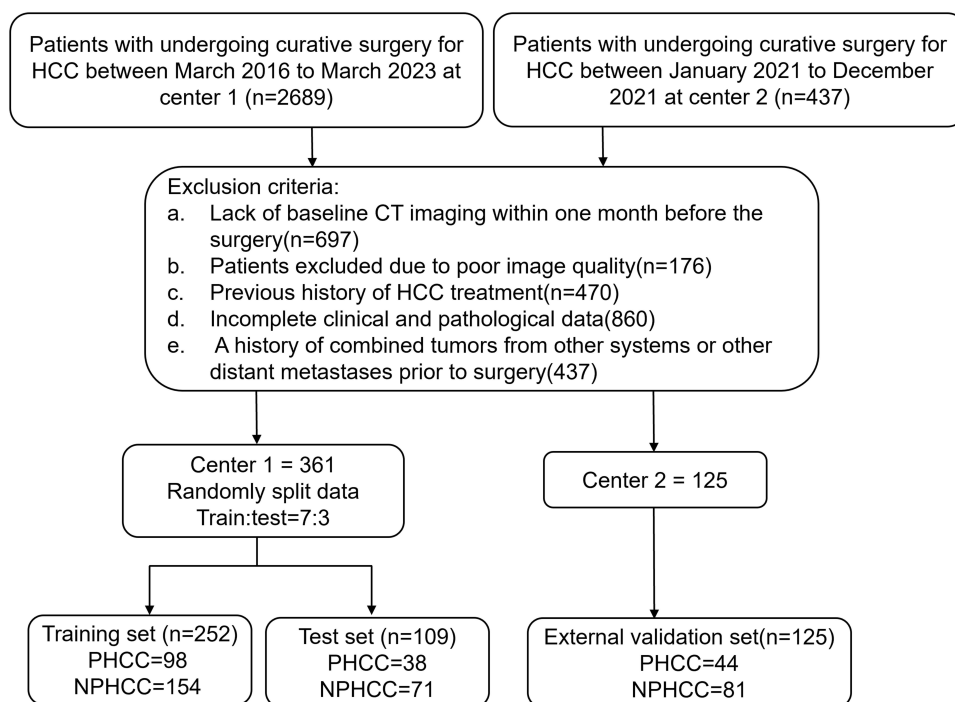 Patients with undergoing curative surgery for
HCC between March 2016 to March 2023 at
center 1 (n=2689)
Patients with undergoing curative surgery for
HCC between January 2021 to December
2021 at center 2 (n=437)
Exclusion criteria:
a. Lack of baseline CT imaging within one month before the
surgery(n=697)
b. Patients excluded due to poor image quality(n=176)
c. Previous history of HCC treatment(n=470)
d. Incomplete clinical and pathological data(860)
e. A history of combined tumors from other systems or other
distant metastases prior to surgery(437)
Center 1 = 361
Randomly split data
Train:test=7:3
Center 2 = 125
Training set (n=252)
PHCC=98
NPHCC=154
Test set (n=109)
PHCC=38
NPHCC=71
External validation set(n=125)
PHCC=44
NPHCC=81